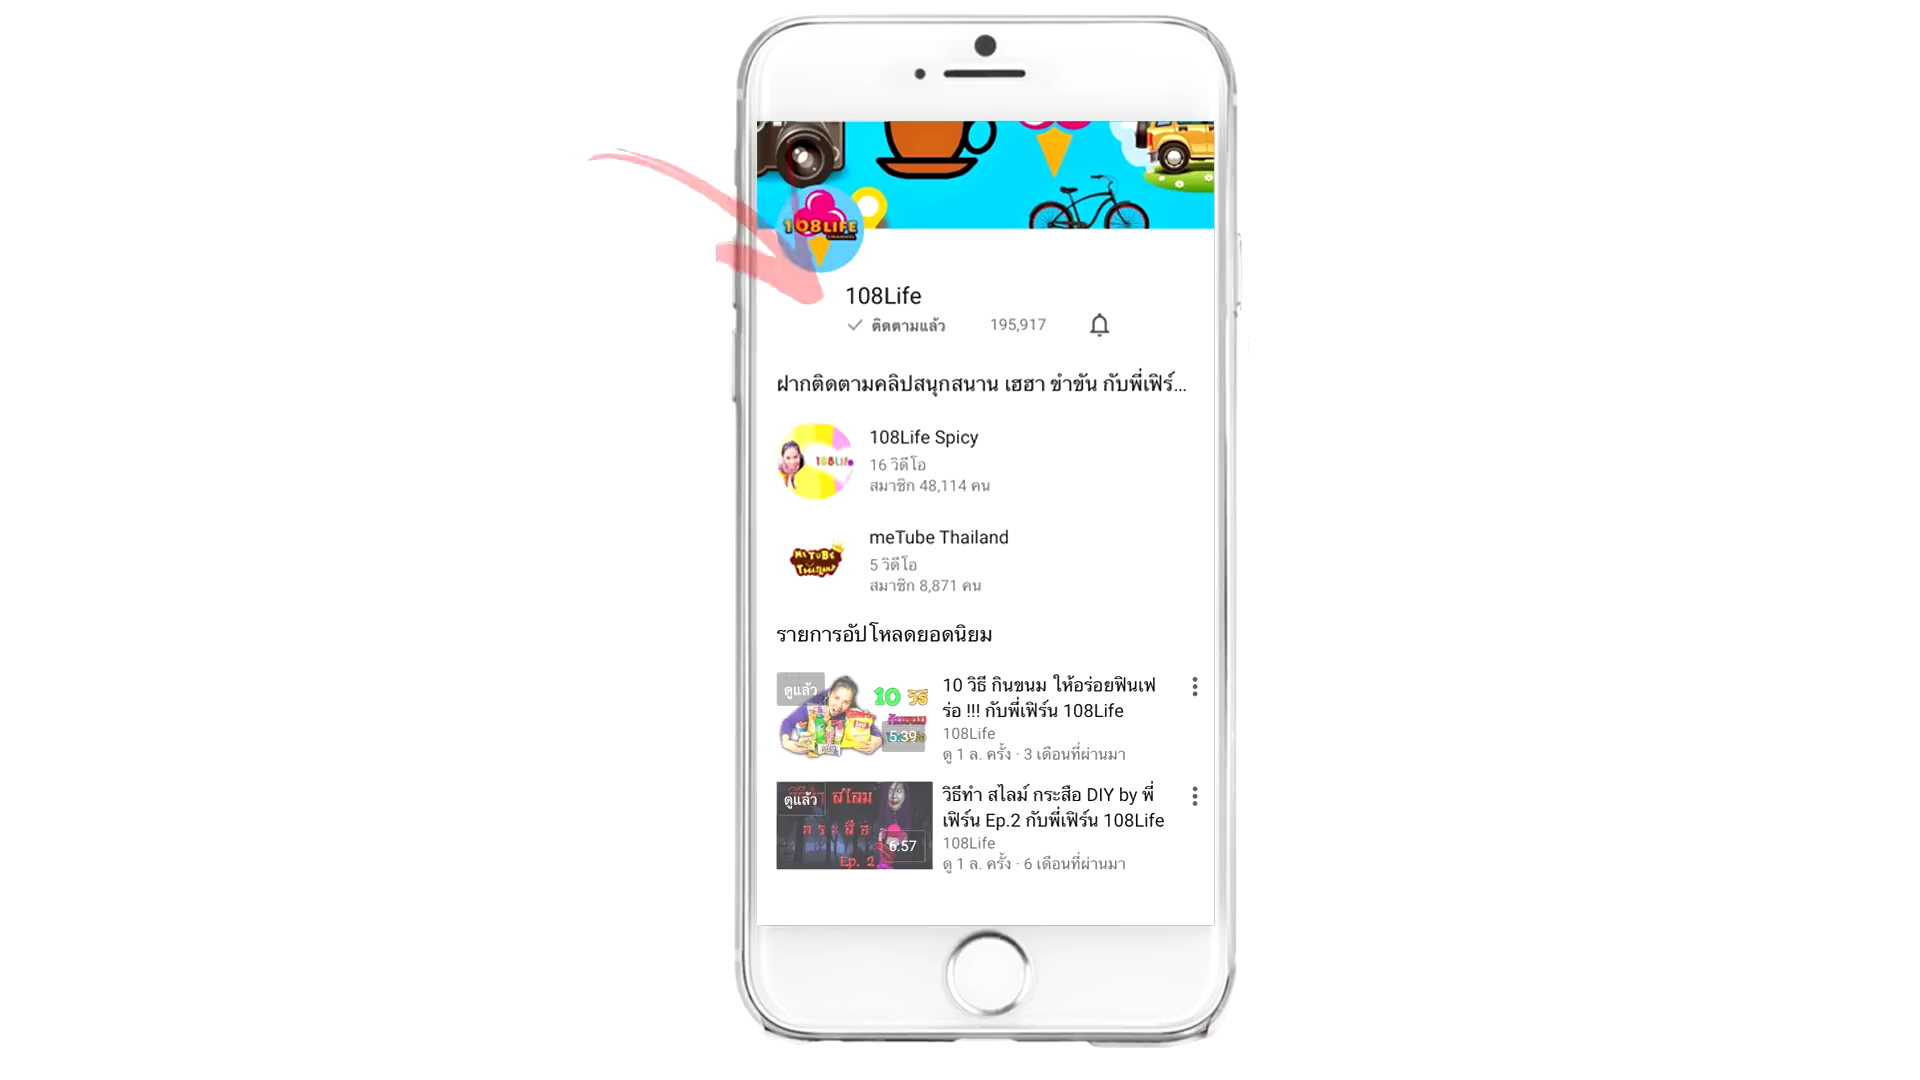 108LIFE
CHANNEL
108Life
ติดตามแล้ว 195,917
ฝากติดตามคลิปสนุกสนาน เฮฮา ขำขัน กับพี่เฟิร์...
108Life
108Life Spicy
16 วิดีโอ
สมาชิก 48,114 คน
METUBE
THAILAND
meTube Thailand
5 วิดีโอ
สมาชิก 8,871 คน
รายการอัปโหลดยอดนิยม
ดูแล้ว
10 วิธี
5:39
10 วิธี กินขนม ให้อร่อยฟินเฟ
ร่อ !!! กับพี่เฟิร์น 108Life
108Life
ดู 1 ล. ครั้ง · 3 เดือนที่ผ่านมา
ดูแล้ว
สไลม์
กระสือ
Ep. 2
6:57
วิธีทำ สไลม์ กระสือ DIY by พี่
เฟิร์น Ep.2 กับพี่เฟิร์น 108Life
108Life
ดู 1 ล. ครั้ง · 6 เดือนที่ผ่านมา